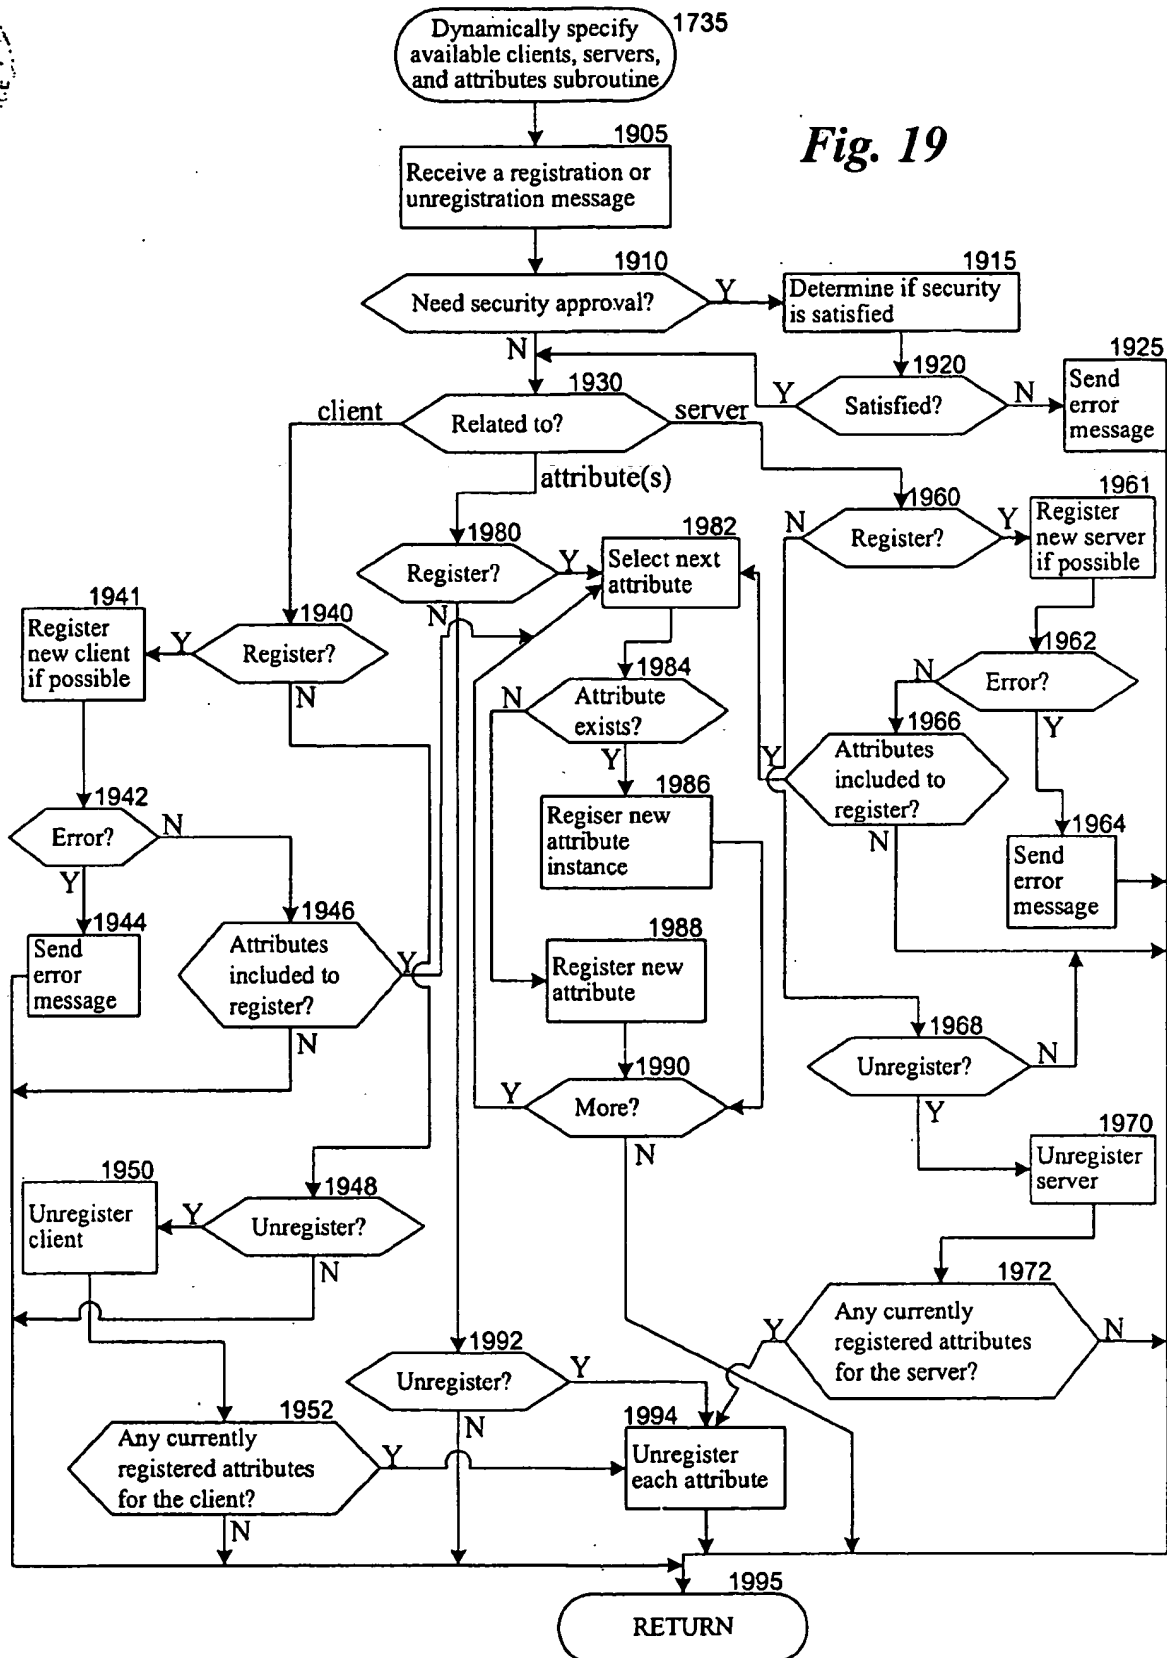 Dynamically specify
available clients, servers,
and attributes subroutine
1735
Fig. 19
1905
Receive a registration or
unregistration message
1910
Need security approval?
Y
N
1915
Determine if security
is satisfied
1920
Satisfied?
Y
N
1925
Send
error
message
1930
Related to?
client
server
attribute(s)
1960
Register?
N
Y
1961
Register
new server
if possible
1980
Register?
Y
N
1982
Select next
attribute
1941
Register
new client
if possible
1940
Register?
Y
N
1962
Error?
N
Y
1984
Attribute
exists?
N
Y
1966
Attributes
included to
register?
Y
N
1986
Regiser new
attribute
instance
1942
Error?
N
Y
1964
Send
error
message
1944
Send
error
message
1946
Attributes
included to
register?
Y
N
1988
Register new
attribute
1968
Unregister?
N
Y
1990
More?
Y
N
1970
Unregister
server
1950
Unregister
client
1948
Unregister?
Y
N
1972
Any currently
registered attributes
for the server?
Y
N
1992
Unregister?
Y
N
1952
Any currently
registered attributes
for the client?
Y
N
1994
Unregister
each attribute
1995
RETURN